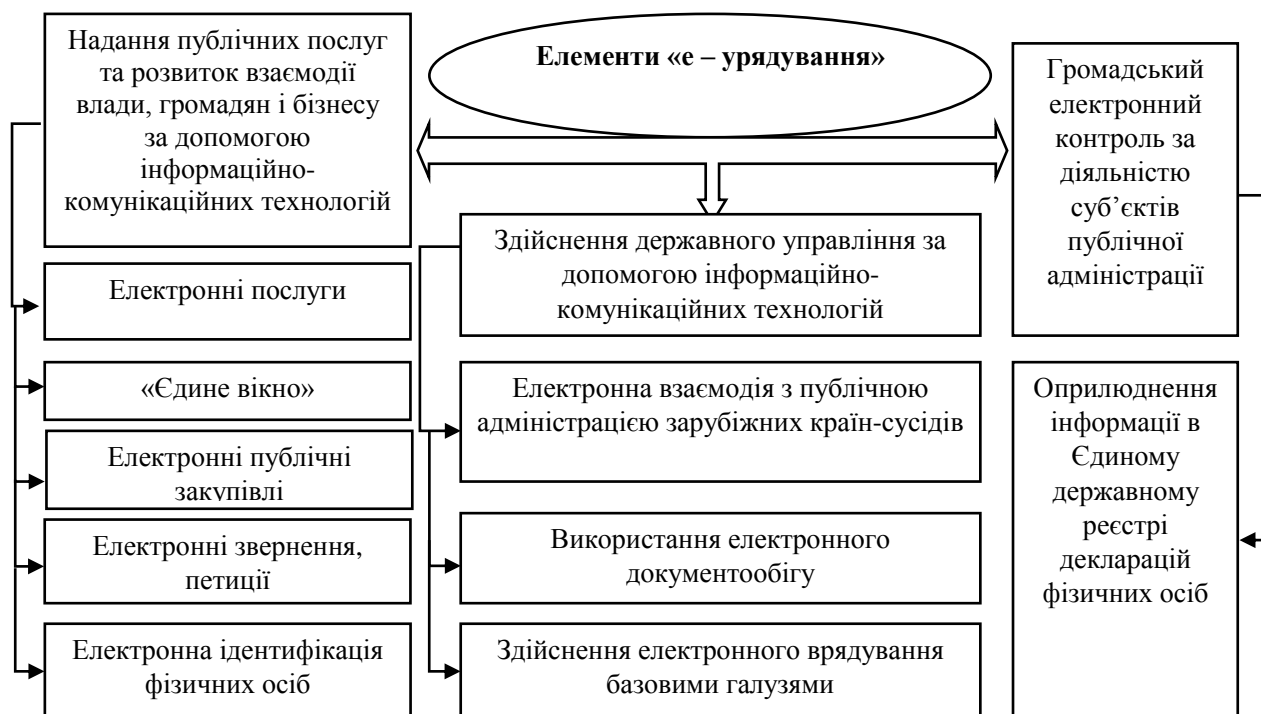 Елементи «е – урядування»
Надання публічних послуг
та розвиток взаємодії
влади, громадян і бізнесу
за допомогою
інформаційно-
комунікаційних технологій
Електронні послуги
«Єдине вікно»
Електронні публічні
закупівлі
Електронні звернення,
петиції
Електронна ідентифікація
фізичних осіб
Здійснення державного управління за
допомогою інформаційно-
комунікаційних технологій
Електронна взаємодія з публічною
адміністрацією зарубіжних країн-сусідів
Використання електронного
документообігу
Здійснення електронного врядування
базовими галузями
Громадський
електронний
контроль за
діяльністю
суб’єктів
публічної
адміністрації
Оприлюднення
інформації в
Єдиному
державному
реєстрі
декларацій
фізичних осіб